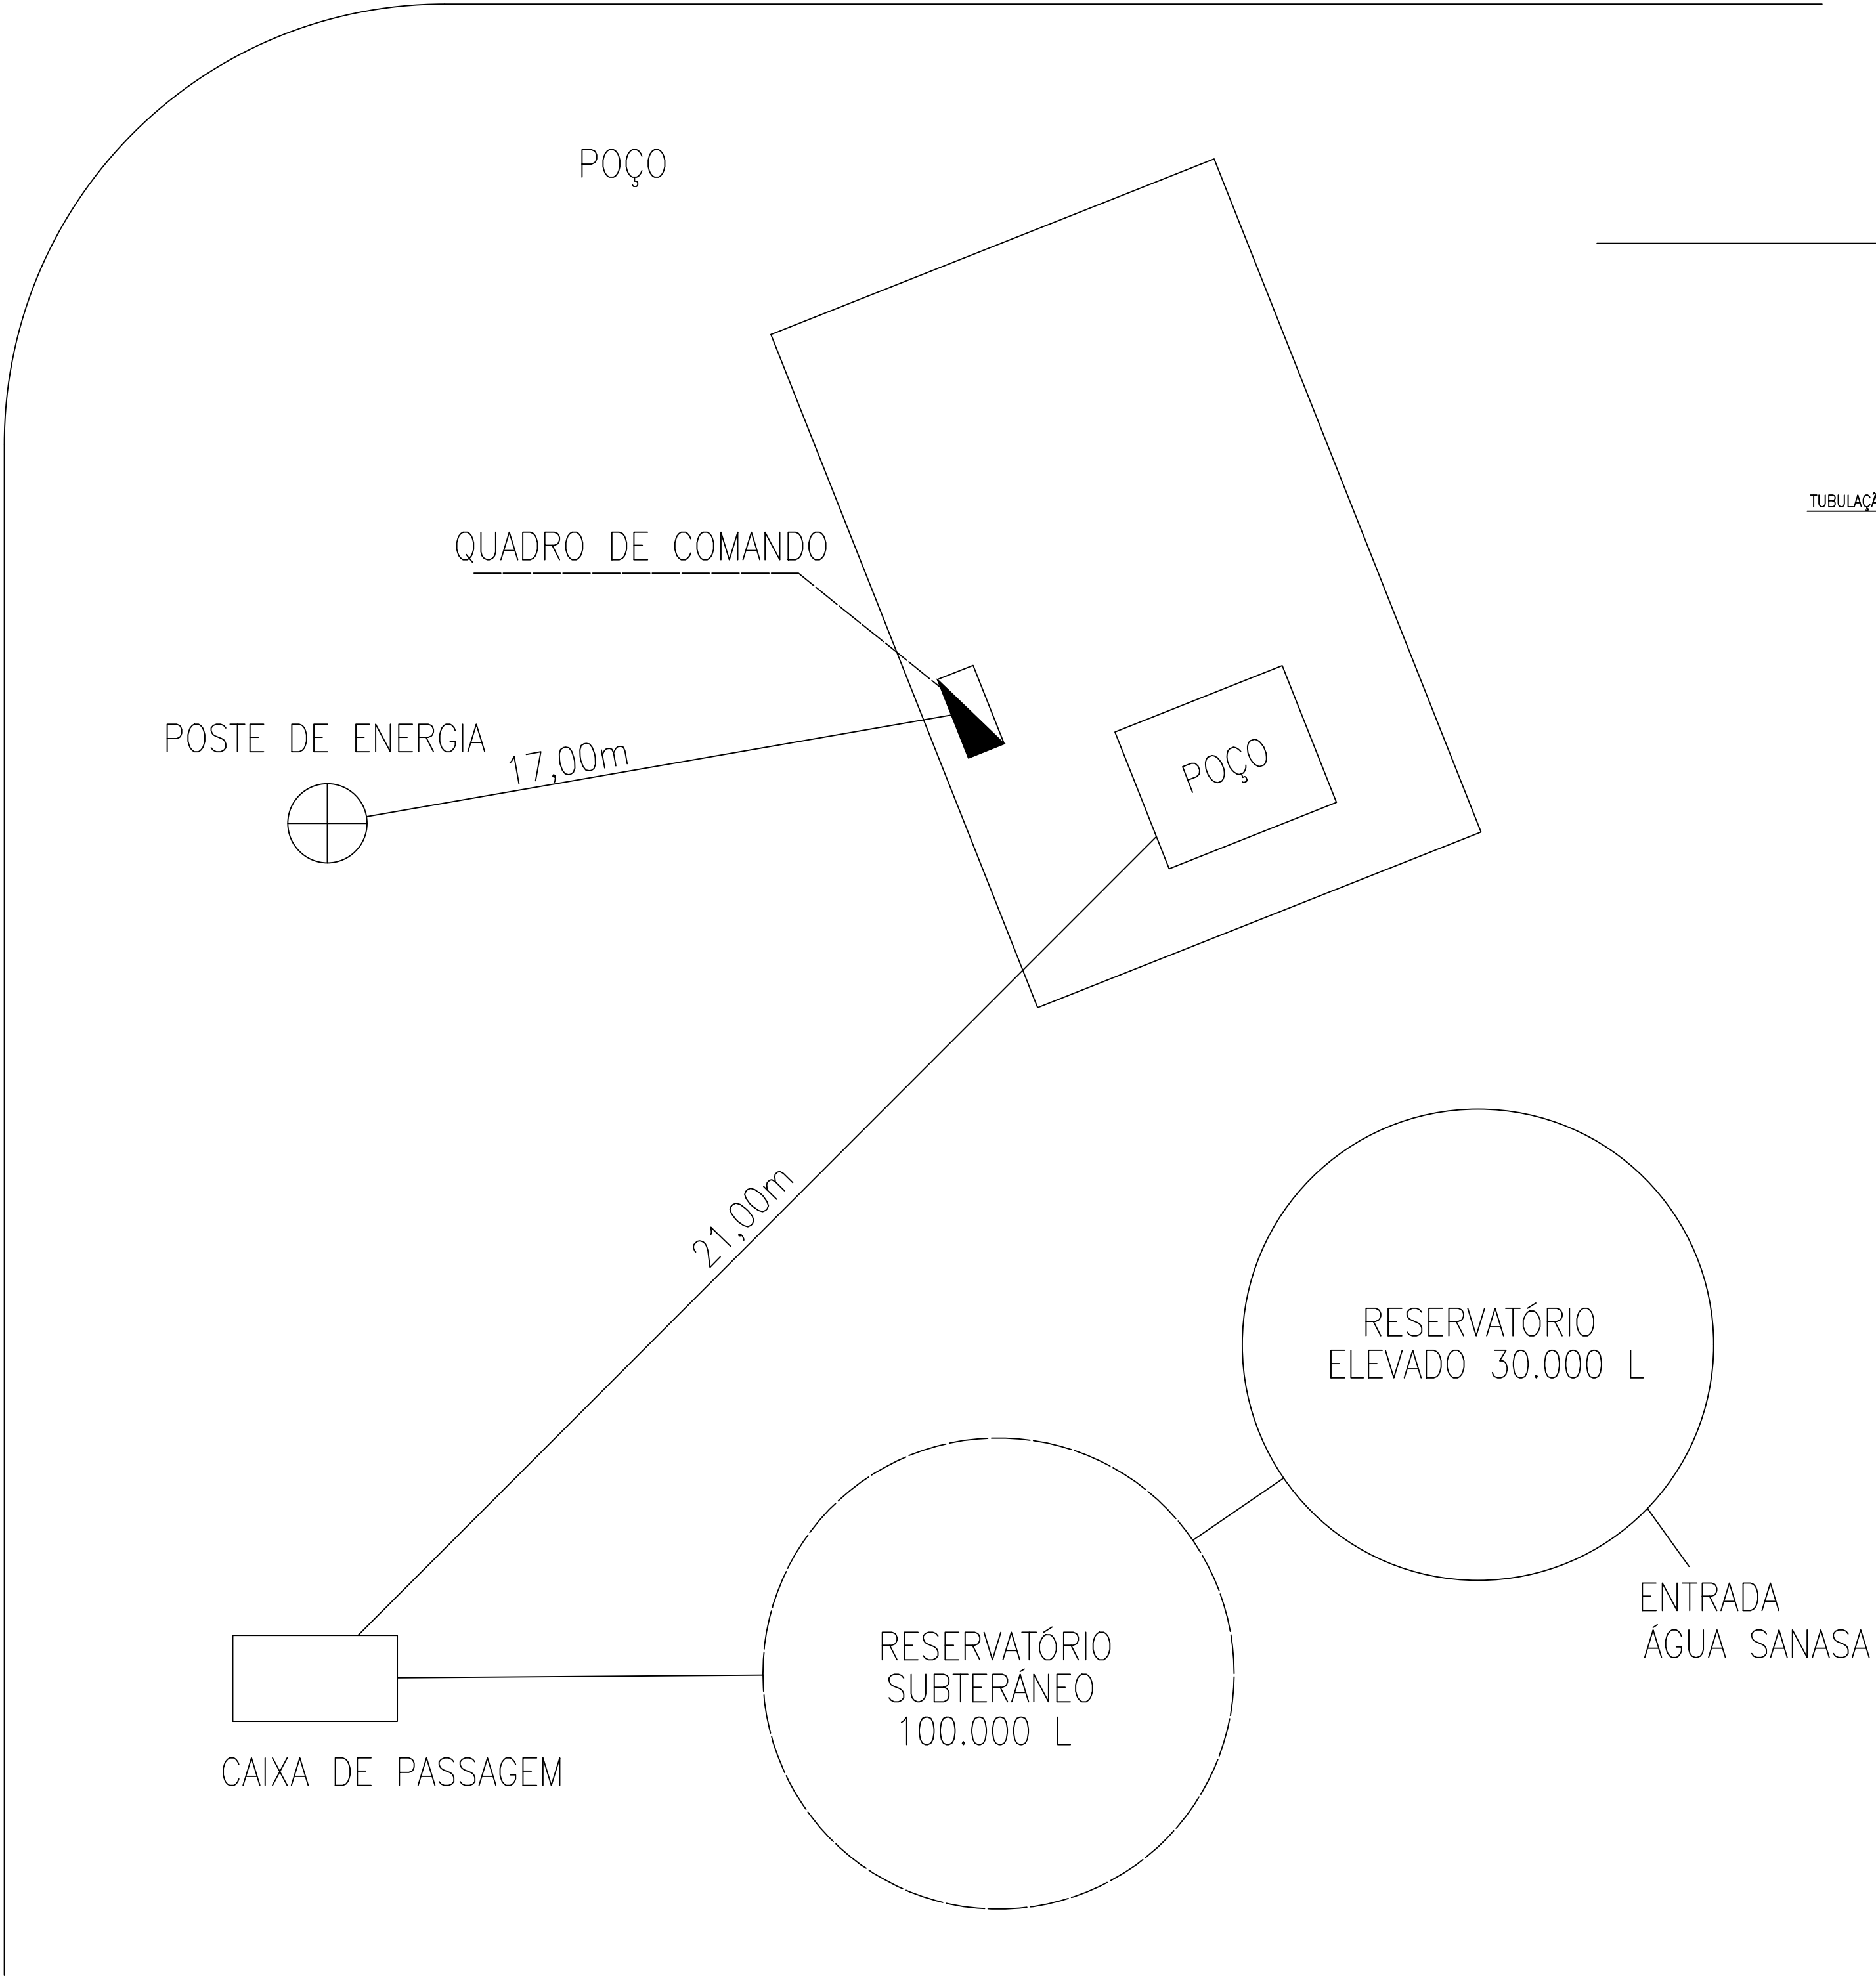 POÇO
QUADRO DE COMANDO
POSTE DE ENERGIA
17,00m
POÇO
21,00m
RESERVATÓRIO
ELEVADO 30.000 L
ENTRADA
ÁGUA SANASA
RESERVATÓRIO
SUBTERÁNEO
100.000 L
CAIXA DE PASSAGEM